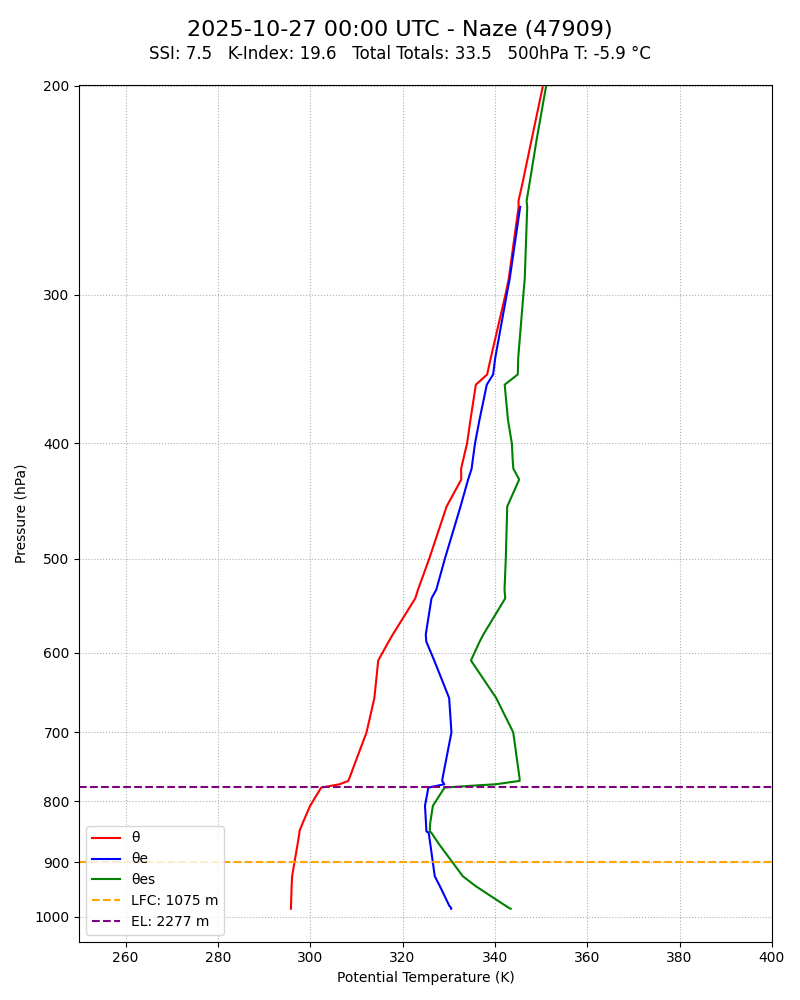 2025-10-27 00:00 UTC - Naze (47909)
SSI: 7.5 K-Index: 19.6 Total Totals: 33.5 500hPa T: -5.9 °C
200
300
400
500
600
700
800
900
1000
Pressure (hPa)
θ
θe
θes
LFC: 1075 m
EL: 2277 m
260 280 300 320 340 360 380 400
Potential Temperature (K)